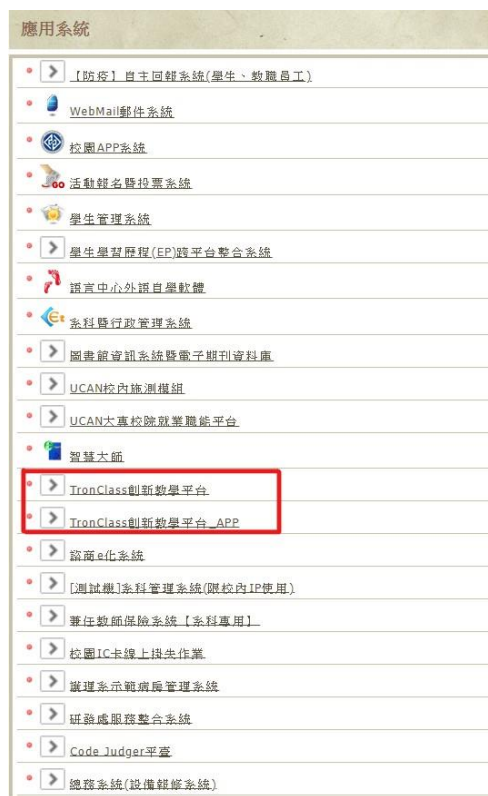 應用系統
【防疫】自主回報系統(學生、教職員工)
WebMail郵件系統
校園APP系統
GO 活動報名暨投票系統
學生管理系統
學生學習歷程(EP)跨平台整合系統
語言中心外語自學軟體
系科暨行政管理系統
圖書館資訊系統暨電子期刊資料庫
UCAN校內施測模組
UCAN大專校院就業職能平台
智慧大師
TronClass創新教學平台
TronClass創新教學平台_APP
諮商e化系統
[測試機]系科管理系統(限校內IP使用)
兼任教師保險系統【系科專用】
校園IC卡線上掛失作業
護理系示範病房管理系統
研發處服務整合系統
Code Judger平臺
總務系統(設備報修系統)